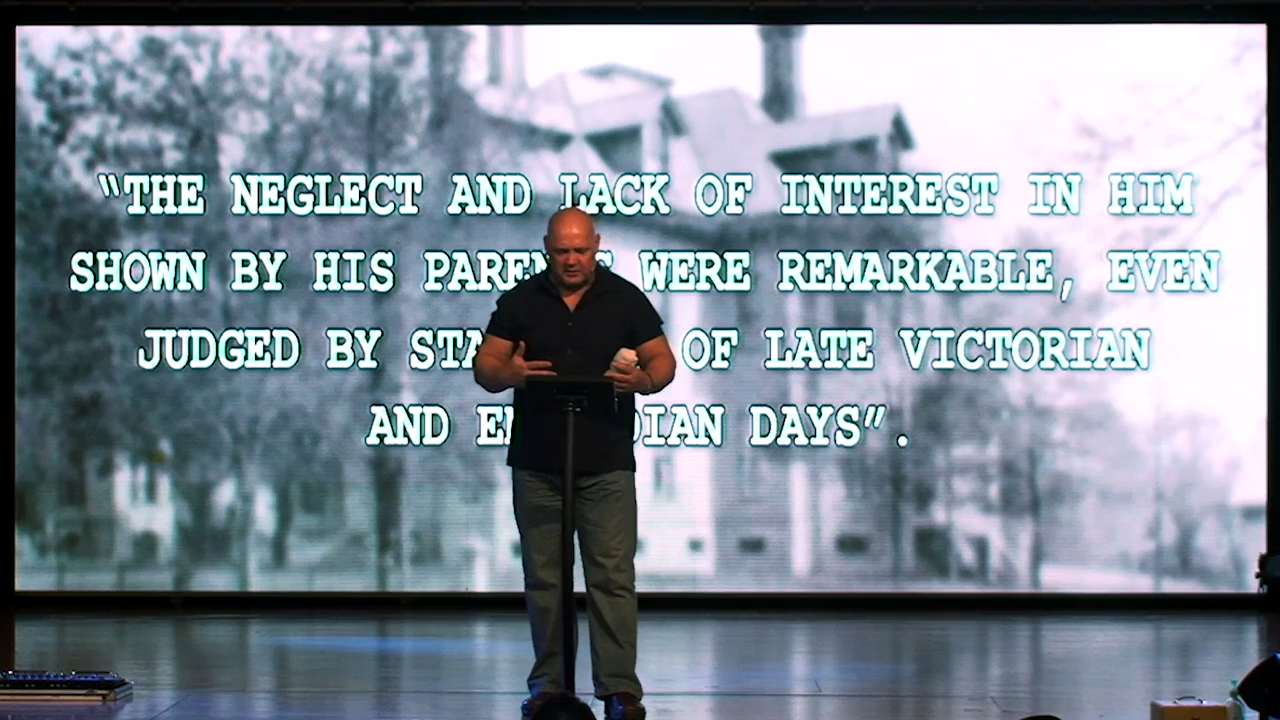 “THE NEGLECT AND LACK OF INTEREST IN HIM
SHOWN BY HIS PARENTS WERE REMARKABLE, EVEN
JUDGED BY OF LATE VICTORIAN
AND DAYS”.